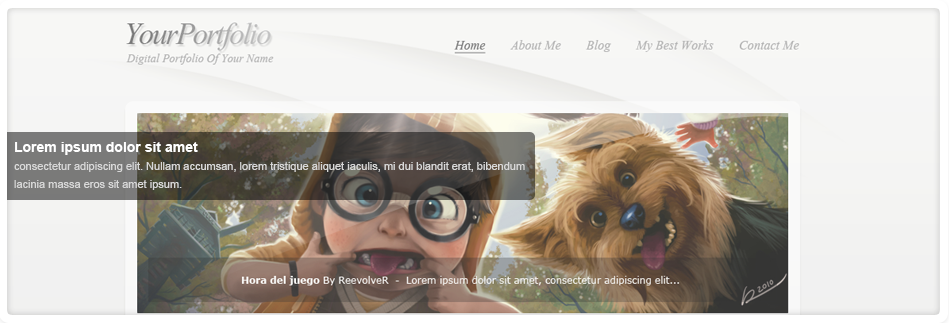 YourPortfolio
Digital Portfolio Of Your Name
Home About Me Blog My Best Works Contact Me
Lorem ipsum dolor sit amet
consectetur adipiscing elit. Nullam accumsan, lorem tristique aliquet iaculis, mi dui blandit erat, bibendum
lacinia massa eros sit amet ipsum.
Hora del juego By ReevolveR - Lorem ipsum dolor sit amet, consectetur adipiscing elit...
2010